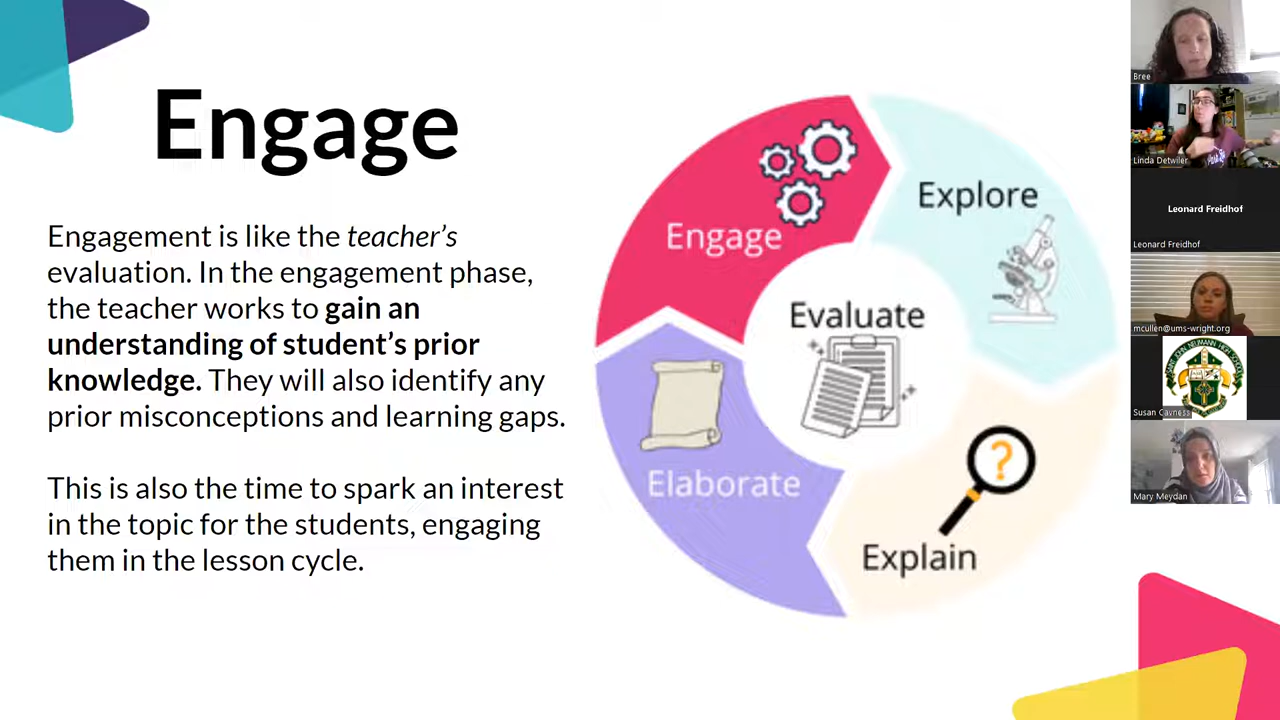 Engage
Engagement is like the teacher's
evaluation. In the engagement phase,
the teacher works to gain an
understanding of student's prior
knowledge. They will also identify any
prior misconceptions and learning gaps.
This is also the time to spark an interest
in the topic for the students, engaging
them in the lesson cycle.
Engage
Explore
Evaluate
?
Elaborate
Explain
Bree
Linda Detwiler
Leonard Freidhof
Leonard Freidhof
mcullen@ums-wright.org
Susan Cavness
Mary Meydan